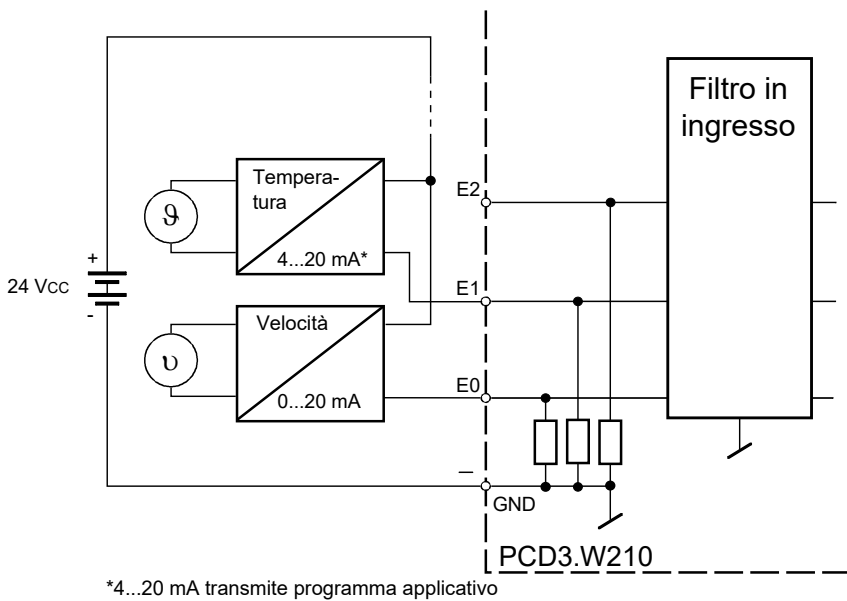 Filtro in
ingresso
Tempera-
tura
ϑ
4...20 mA*
E2
+
24 VCC
-
E1
Velocità
υ
0...20 mA
E0
–
GND
PCD3.W210
*4...20 mA transmite programma applicativo